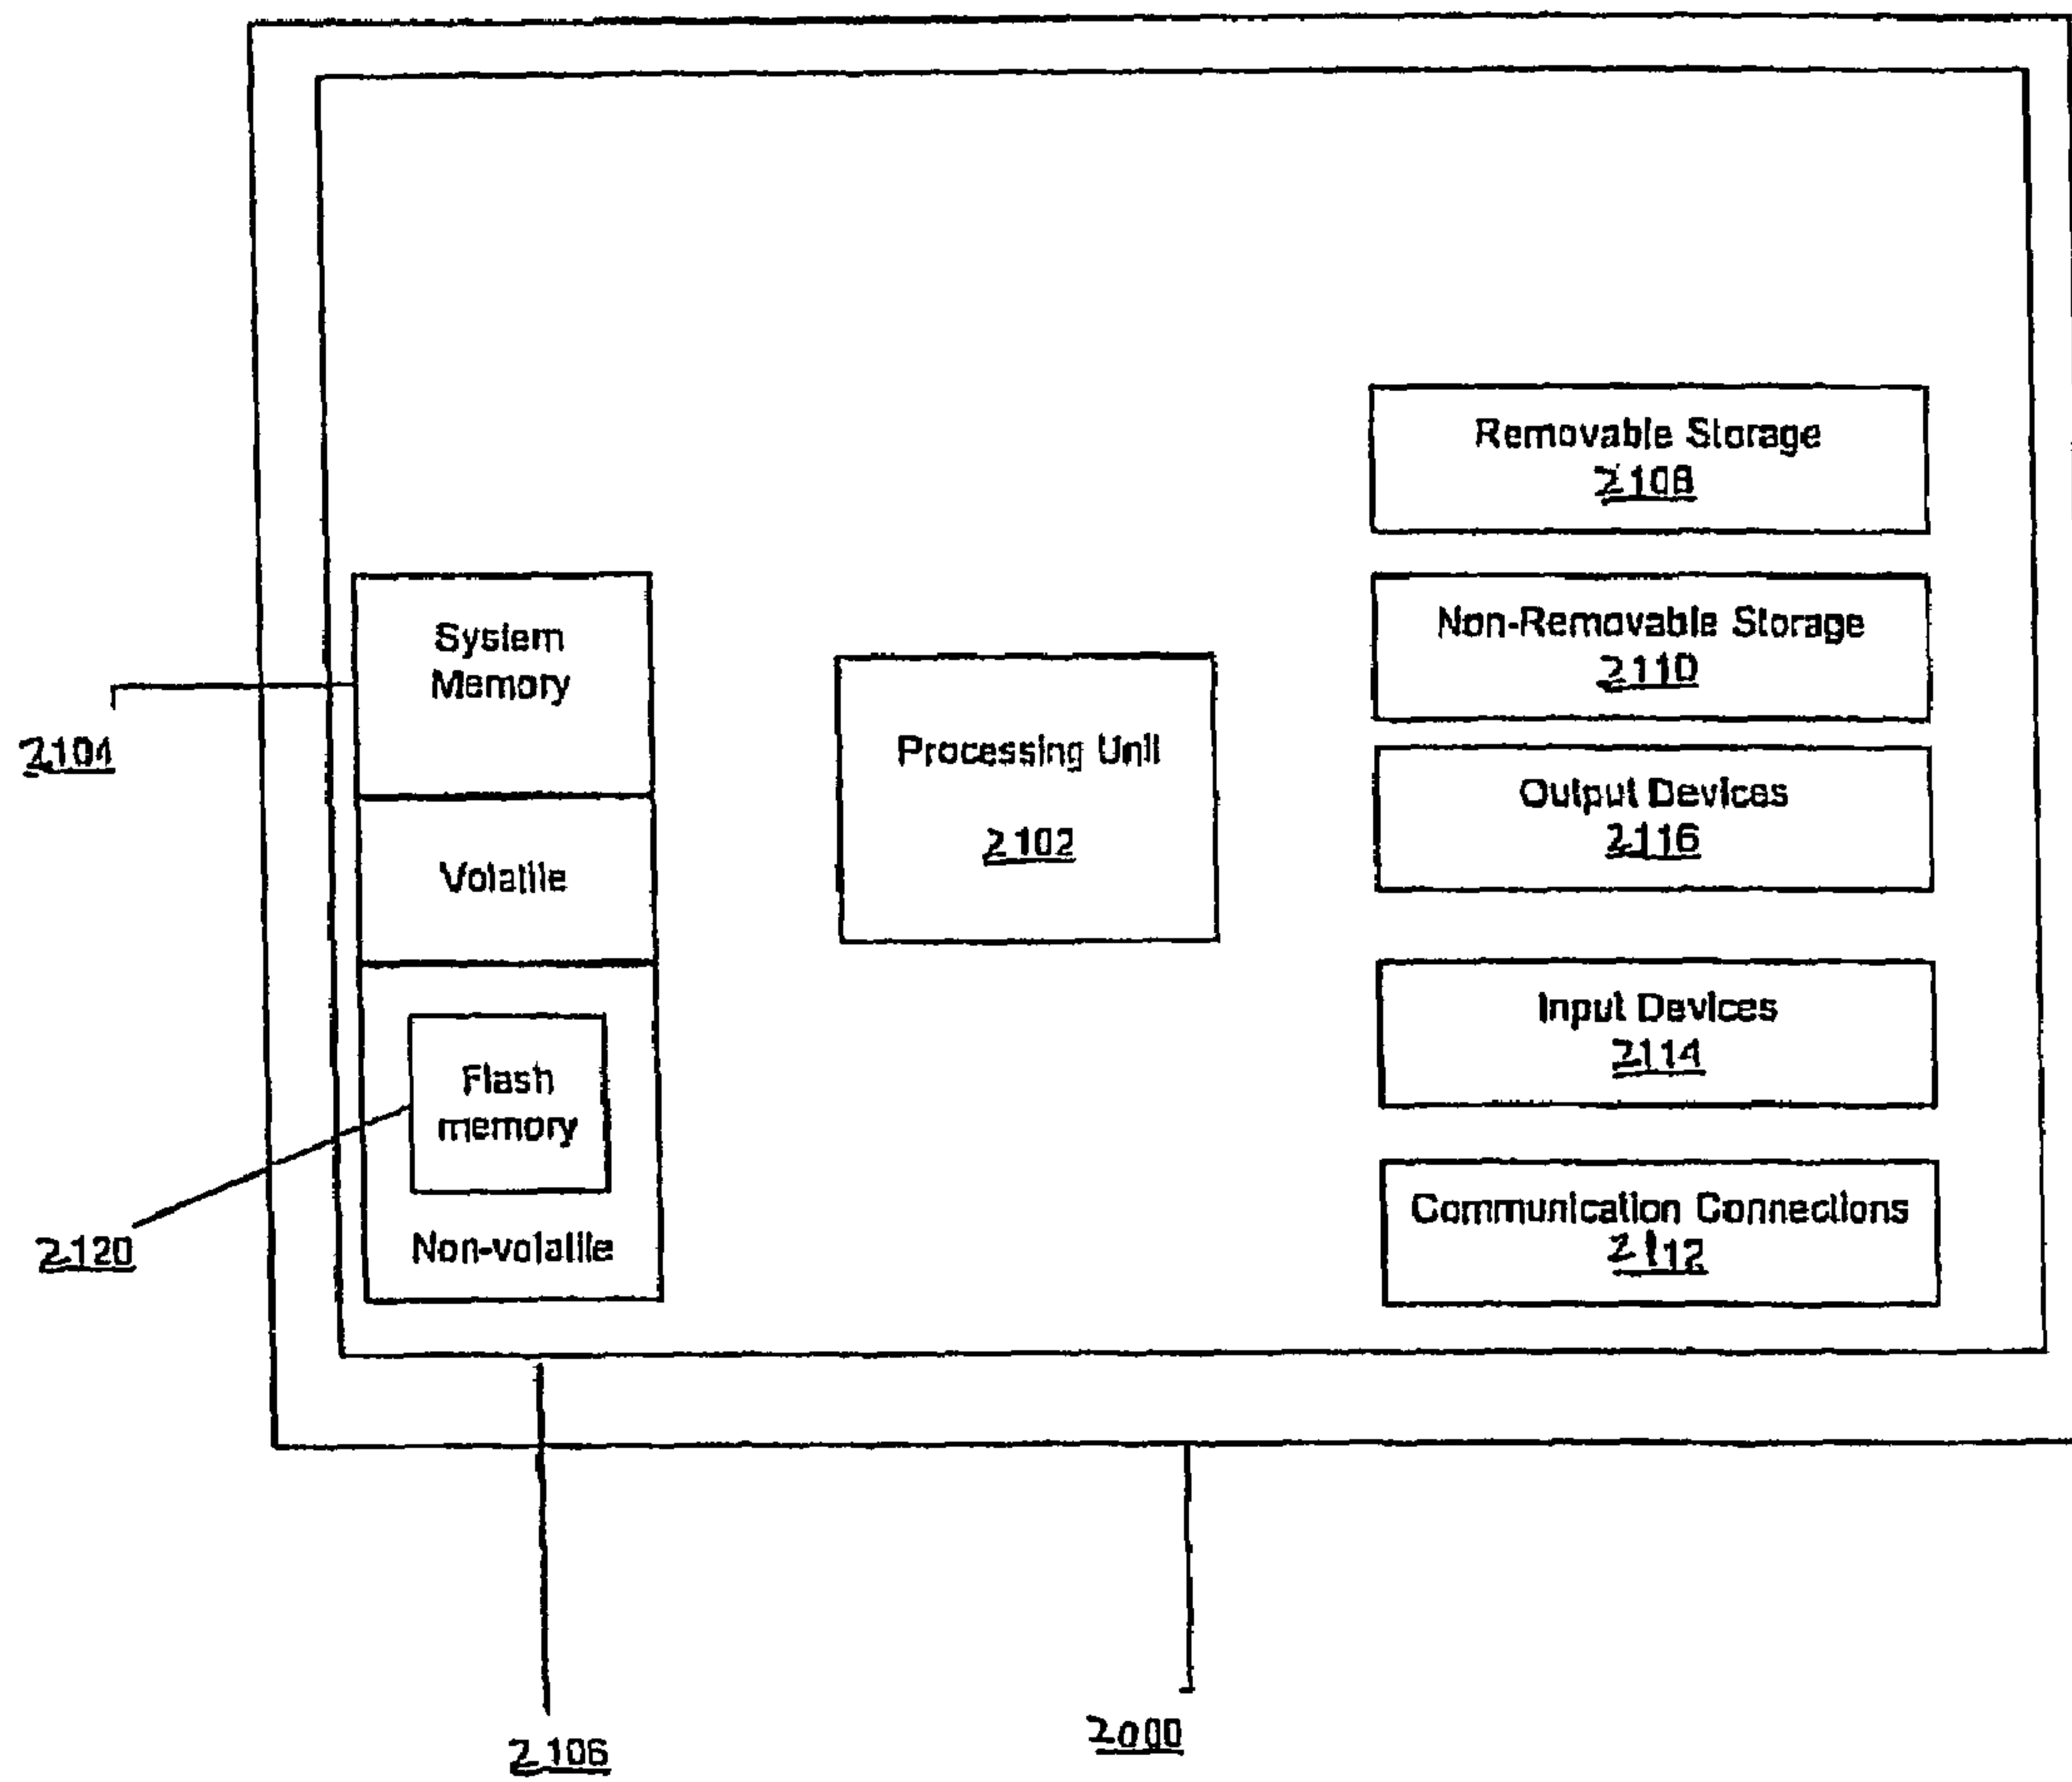 Removable Storage
2108
Non-Removable Storage
2110
System
Memory
2104
Processing Unit
2102
Output Devices
2116
Volatile
Input Devices
2114
Flash
memory
2120
Non-volatile
Communication Connections
2112
2106
2000